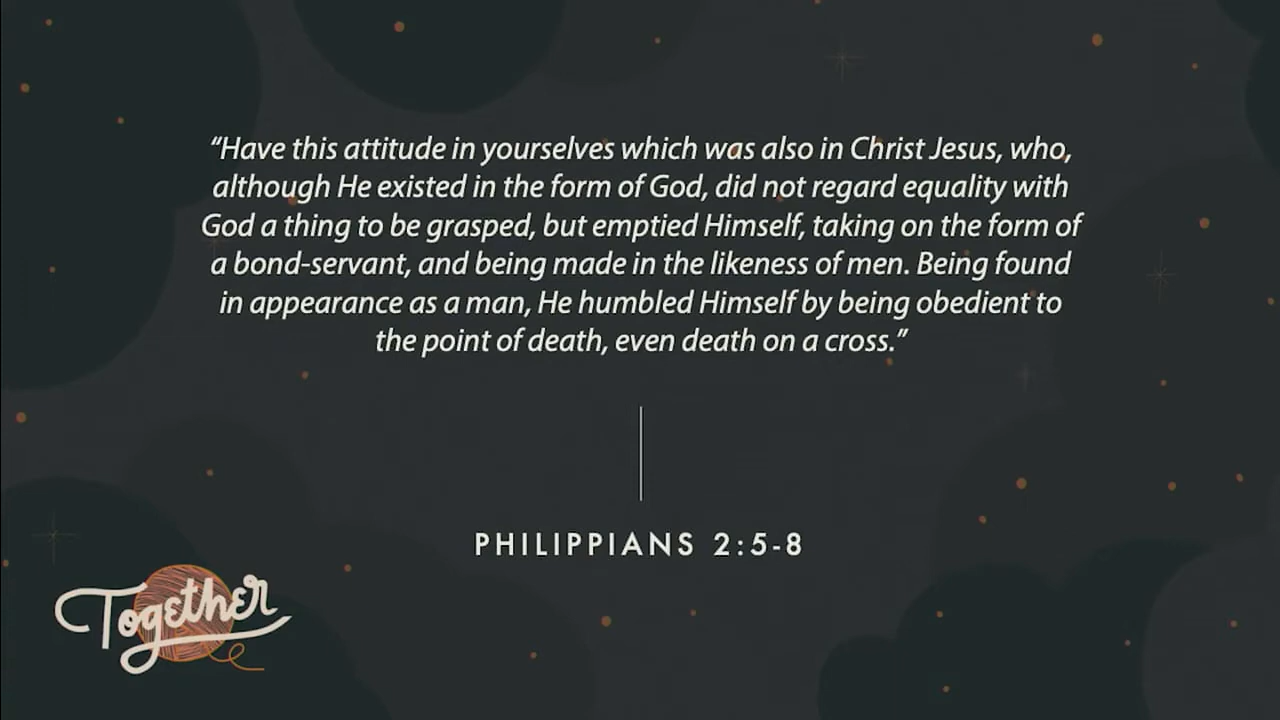 “Have this attitude in yourselves which was also in Christ Jesus, who,
although He existed in the form of God, did not regard equality with
God a thing to be grasped, but emptied Himself, taking on the form of
a bond-servant, and being made in the likeness of men. Being found
in appearance as a man, He humbled Himself by being obedient to
the point of death, even death on a cross.”
PHILIPPIANS 2:5-8
Together